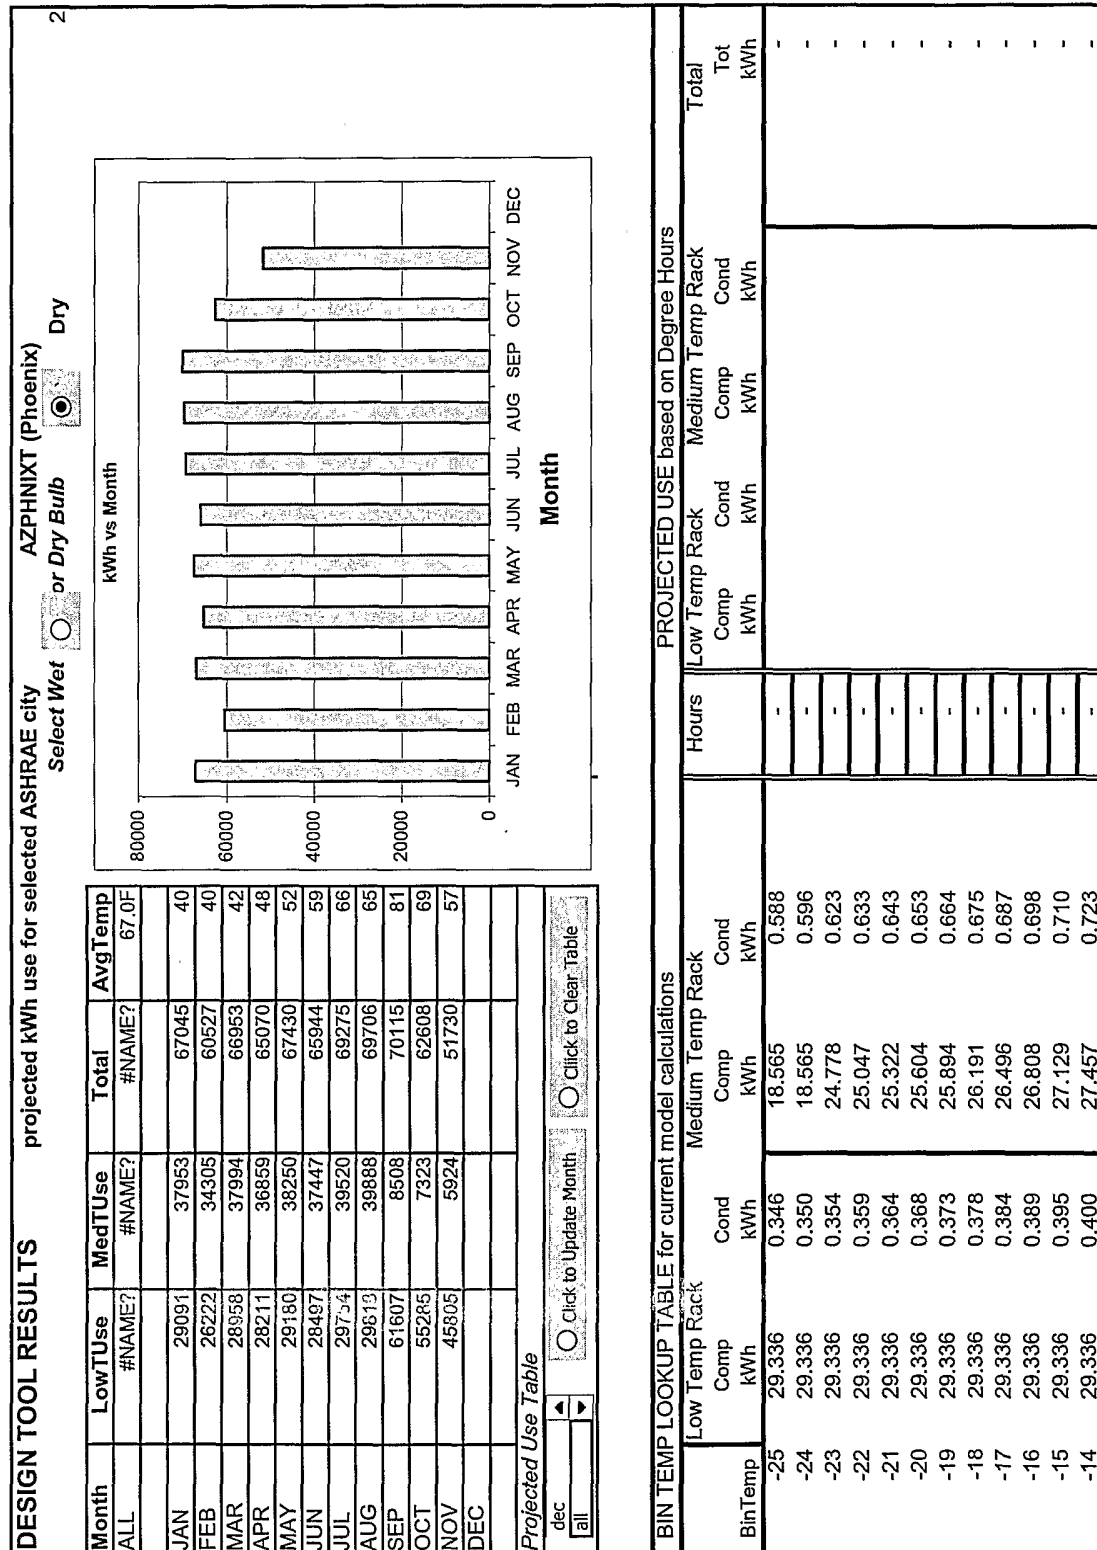 DESIGN TOOL RESULTS projected kWh use for selected ASHRAE city AZPHNIXT (Phoenix) 2
Select Wet or Dry Bulb Dry
Month LowTUse MedTUse Total AvgTemp
ALL #NAME? #NAME? #NAME? 67.0F
JAN 29091 37953 67045 40
FEB 26222 34305 60527 40
MAR 28958 37994 66953 42
APR 28211 36859 65070 48
MAY 29180 38250 67430 52
JUN 28497 37447 65944 59
JUL 29754 39520 69275 66
AUG 29819 39888 69706 65
SEP 61607 8508 70115 81
OCT 55285 7323 62608 69
NOV 45805 5924 51730 57
DEC
Projected Use Table
dec
all
Click to Update Month
Cllick to Clear Table
kWh vs Month
80000
60000
40000
20000
0
JAN FEB MAR APR MAY JUN JUL AUG SEP OCT NOV DEC
Month
BIN TEMP LOOKUP TABLE for current model calculations PROJECTED USE based on Degree Hours
Low Temp Rack Medium Temp Rack Hours Low Temp Rack Medium Temp Rack Total
Comp Cond Comp Cond Comp Cond Comp Cond Tot
BinTemp kWh kWh kWh kWh kWh kWh kWh kWh kWh
-25 29.336 0.346 18.565 0.588 - -
-24 29.336 0.350 18.565 0.596 - -
-23 29.336 0.354 24.778 0.623 - -
-22 29.336 0.359 25.047 0.633 - -
-21 29.336 0.364 25.322 0.643 - -
-20 29.336 0.368 25.604 0.653 - -
-19 29.336 0.373 25.894 0.664 - -
-18 29.336 0.378 26.191 0.675 - -
-17 29.336 0.384 26.496 0.687 - -
-16 29.336 0.389 26.808 0.698 - -
-15 29.336 0.395 27.129 0.710 - -
-14 29.336 0.400 27.457 0.723 - -